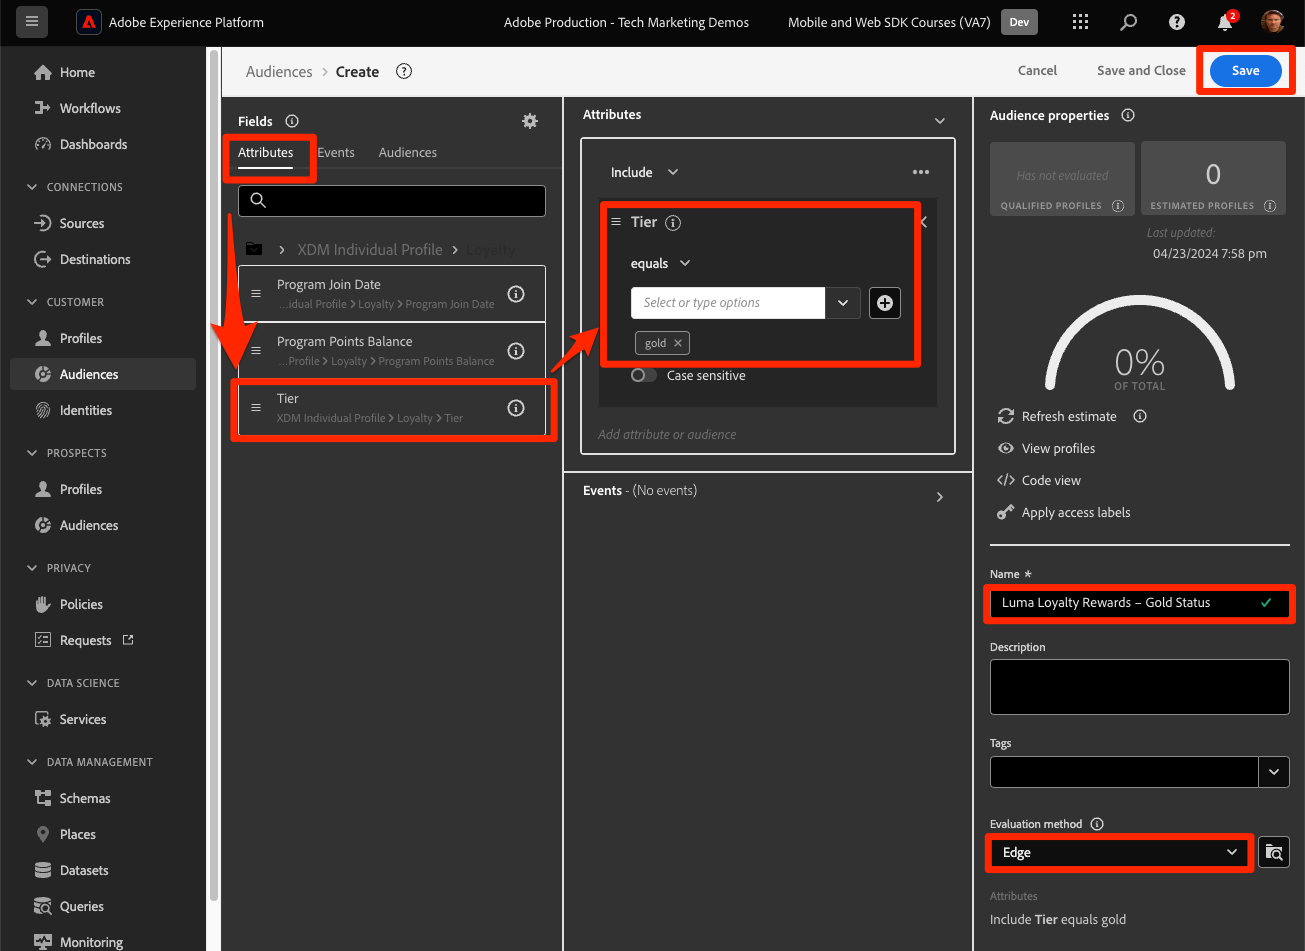 Adobe Experience Platform
Adobe Production - Tech Marketing Demos
Mobile and Web SDK Courses (VA7)
Dev
2
Home
Workflows
Dashboards
CONNECTIONS
Sources
Destinations
CUSTOMER
Profiles
Audiences
Identities
PROSPECTS
Profiles
Audiences
PRIVACY
Policies
Requests
DATA SCIENCE
Services
DATA MANAGEMENT
Schemas
Places
Datasets
Queries
Monitoring
Audiences > Create
Cancel
Save and Close
Save
Fields
Attributes
Events
Audiences
> XDM Individual Profile > Loyalty
Program Join Date
...idual Profile > Loyalty > Program Join Date
Program Points Balance
...Profile > Loyalty > Program Points Balance
Tier
XDM Individual Profile > Loyalty > Tier
Attributes
Include
Tier
equals
Select or type options
gold
Case sensitive
Add attribute or audience
Events - (No events)
Audience properties
Has not evaluated
QUALIFIED PROFILES
0
ESTIMATED PROFILES
Last updated:
04/23/2024 7:58 pm
0%
OF TOTAL
Refresh estimate
View profiles
</> Code view
Apply access labels
Name *
Luma Loyalty Rewards – Gold Status
Description
Tags
Evaluation method
Edge
Attributes
Include Tier equals gold